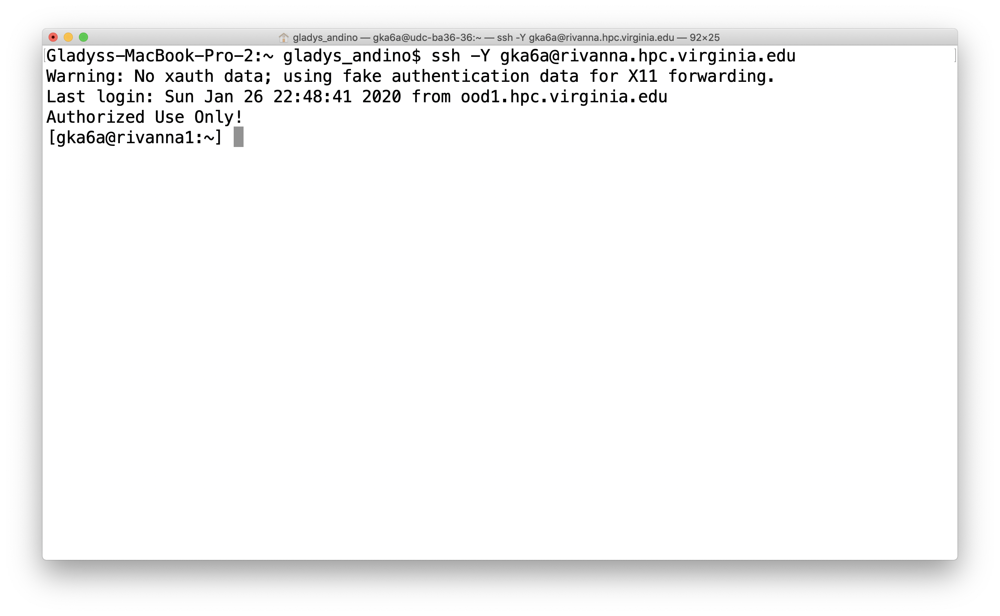 gladys_andino — gka6a@udc-ba36-36:~ — ssh -Y gka6a@rivanna.hpc.virginia.edu — 92×25
[Gladyss-MacBook-Pro-2:~ gladys_andino$ ssh -Y gka6a@rivanna.hpc.virginia.edu ]
Warning: No xauth data; using fake authentication data for X11 forwarding.
Last login: Sun Jan 26 22:48:41 2020 from ood1.hpc.virginia.edu
Authorized Use Only!
[gka6a@rivanna1:~]